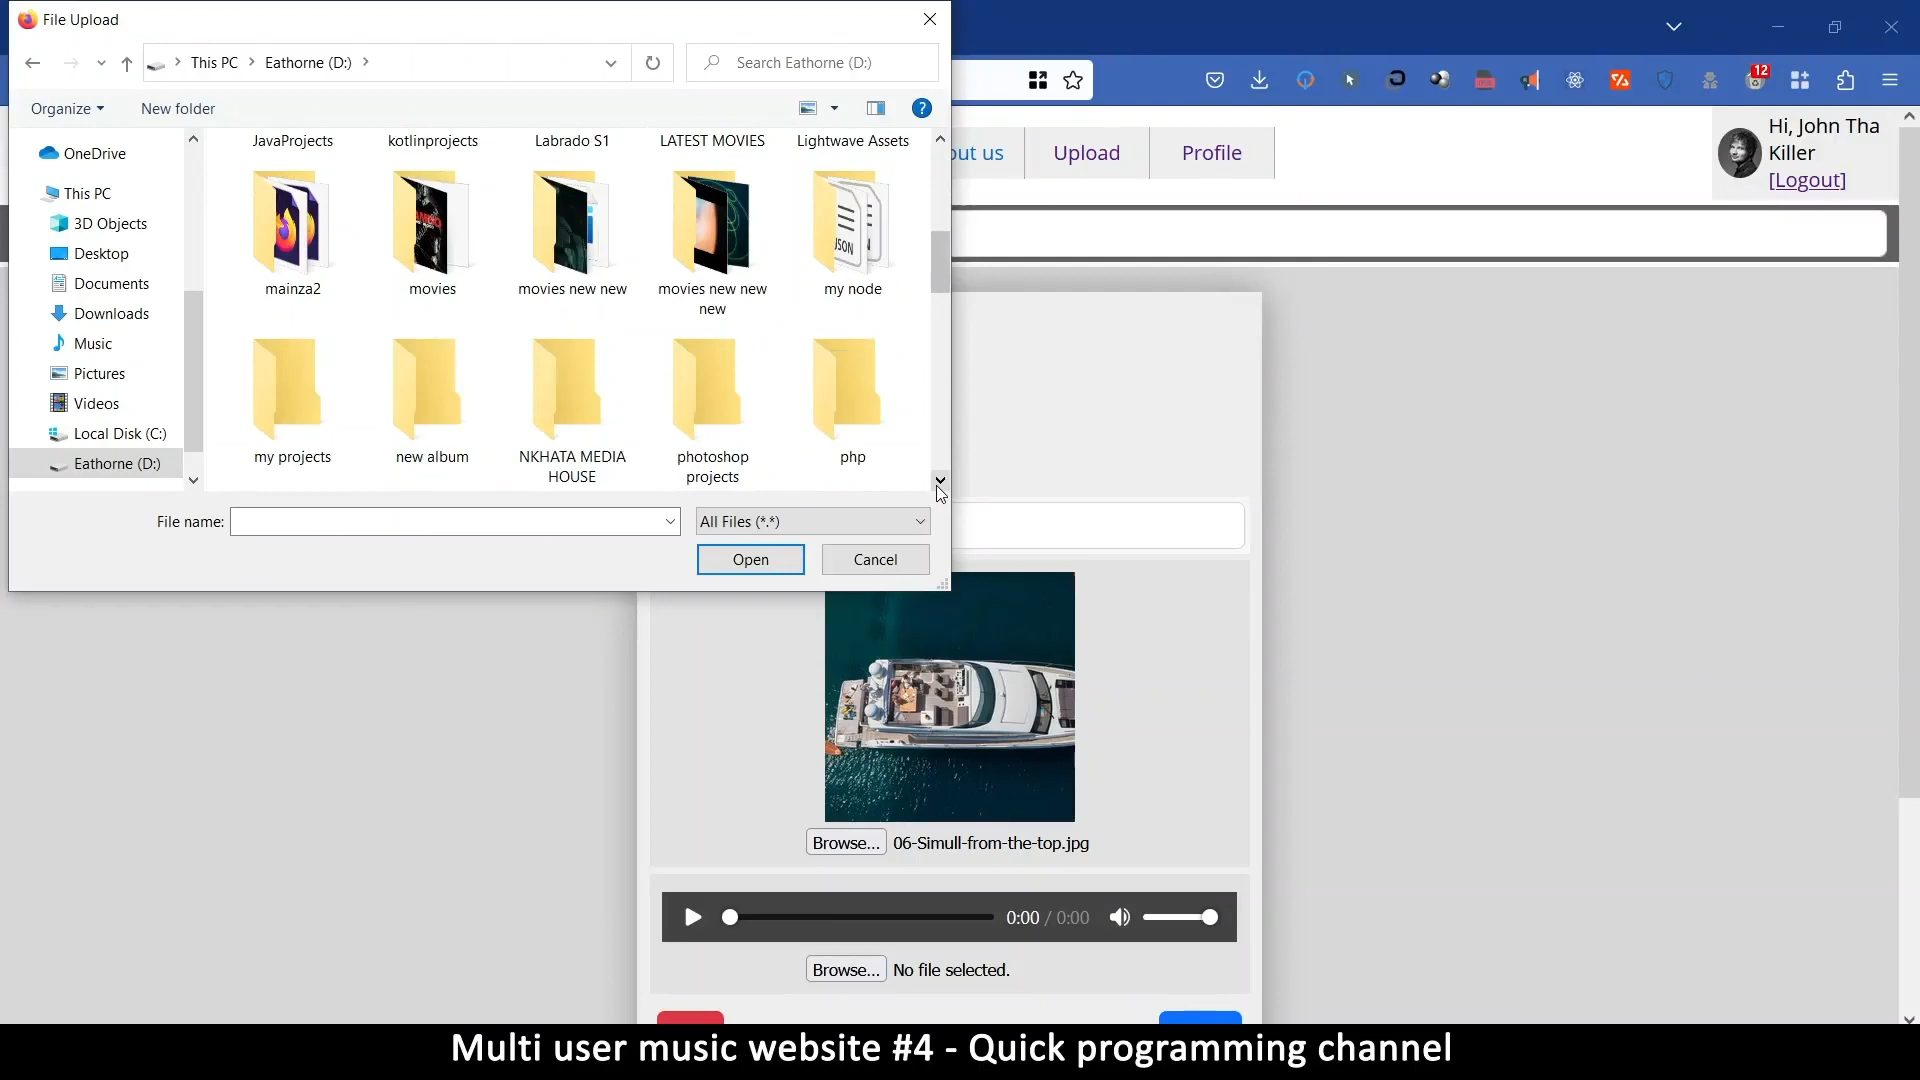 File Upload
This PC
Eathorne (D:)
Search Eathorne (D:)
12
Organize
New folder
?
OneDrive
This PC
3D Objects
Desktop
Documents
Downloads
Music
Pictures
Videos
Local Disk (C:)
Eathorne (D:)
JavaProjects
kotlinprojects
Labrado S1
LATEST MOVIES
Lightwave Assets
mainza2
movies
movies new new
movies new new
new
my node
my projects
new album
NKHATA MEDIA
HOUSE
photoshop
projects
php
File name:
All Files (*.*)
Open
Cancel
out us
Upload
Profile
Hi, John Tha
Killer
[Logout]
Browse...
06-Simull-from-the-top.jpg
0:00 / 0:00
Browse...
No file selected.
Multi user music website #4 - Quick programming channel